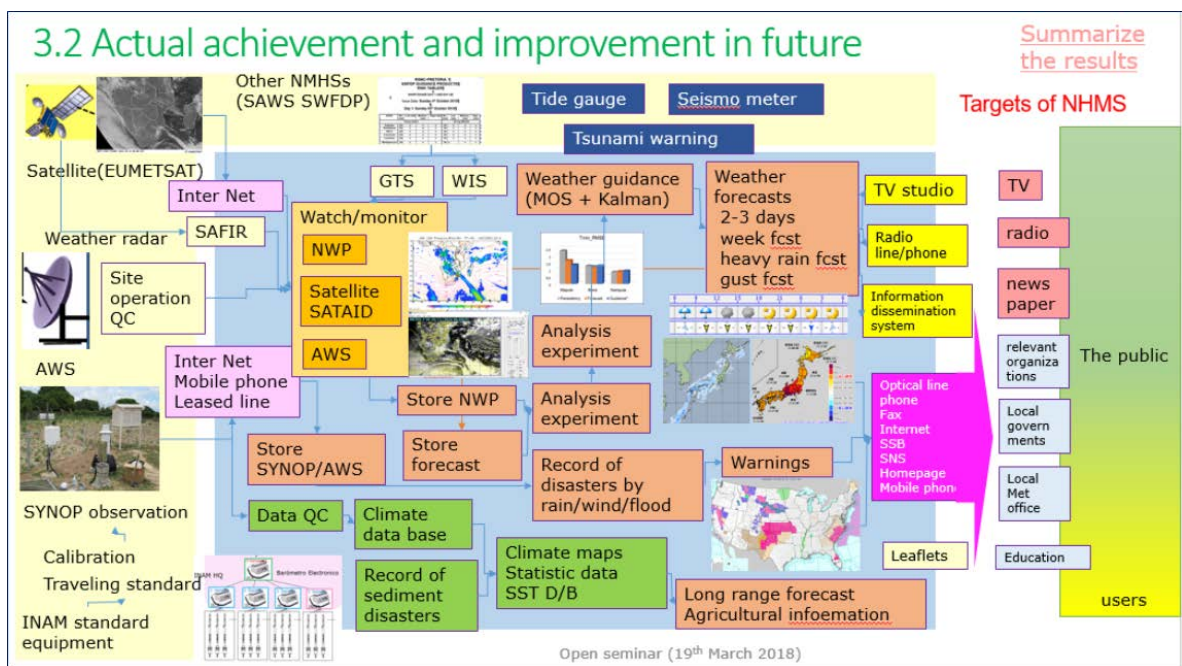 3.2 Actual achievement and improvement in future
Summarize
the results
Other NMHSs
(SAWS SWFDP)
Tide gauge
Seismo meter
Tsunami warning
Targets of NHMS
Satellite(EUMETSAT)
Inter Net
GTS
WIS
Weather guidance
(MOS + Kalman)
Weather
forecasts
2-3 days
week fcst
heavy rain fcst
gust fcst
TV studio
TV
Weather radar
SAFIR
Watch/monitor
NWP
Satellite
SATAID
AWS
Radio
line/phone
radio
Site
operation
QC
Information
dissemination
system
news
paper
AWS
Inter Net
Mobile phone
Leased line
Analysis
experiment
relevant
organiza
tions
The public
Store NWP
Analysis
experiment
Optical line
phone
Fax
Internet
SSB
SNS
Homepage
Mobile phon
Local
govern
ments
Store
SYNOP/AWS
Store
forecast
Record of
disasters by
rain/wind/flood
Warnings
Local
Met
office
SYNOP observation
Data QC
Climate
data base
Calibration
Traveling standard
INAM standard
equipment
INAM HQ
Barómetro Electronico
Record of
sediment
disasters
Climate maps
Statistic data
SST D/B
Leaflets
Education
Long range forecast
Agricultural infoemation
users
Open seminar (19th March 2018)